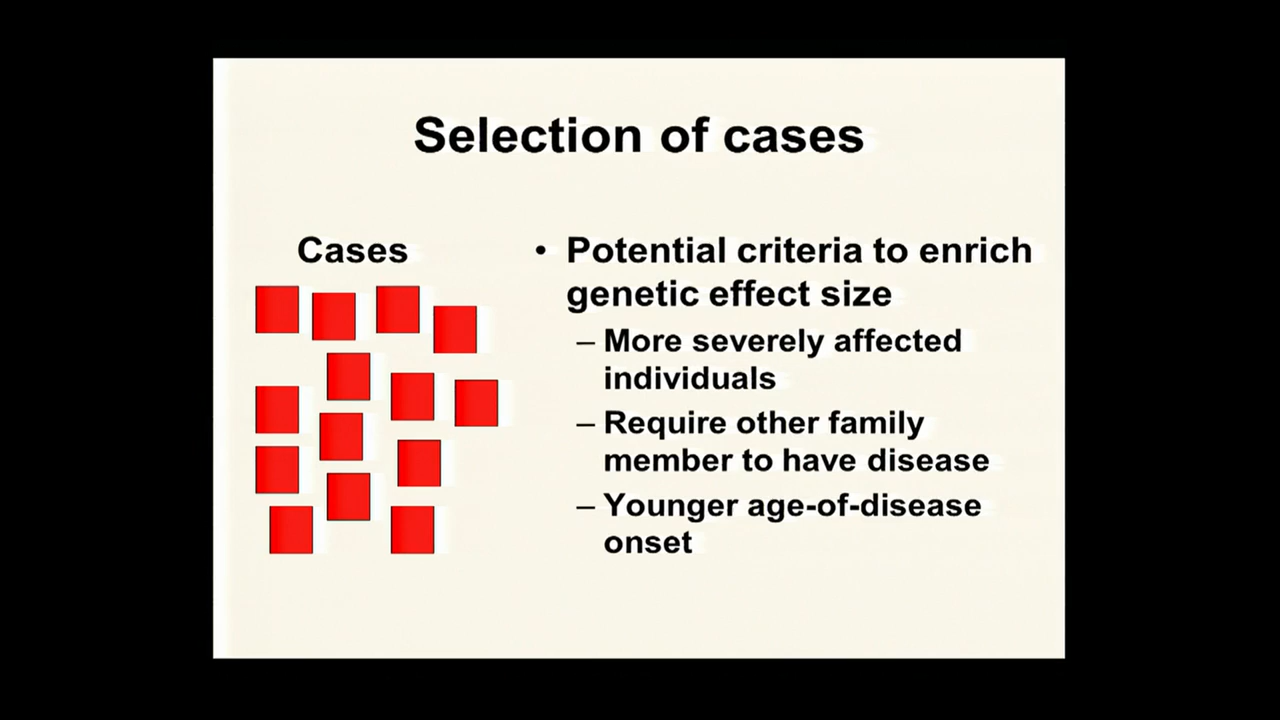 Selection of cases
Cases
• Potential criteria to enrich
genetic effect size
– More severely affected
individuals
– Require other family
member to have disease
– Younger age-of-disease
onset